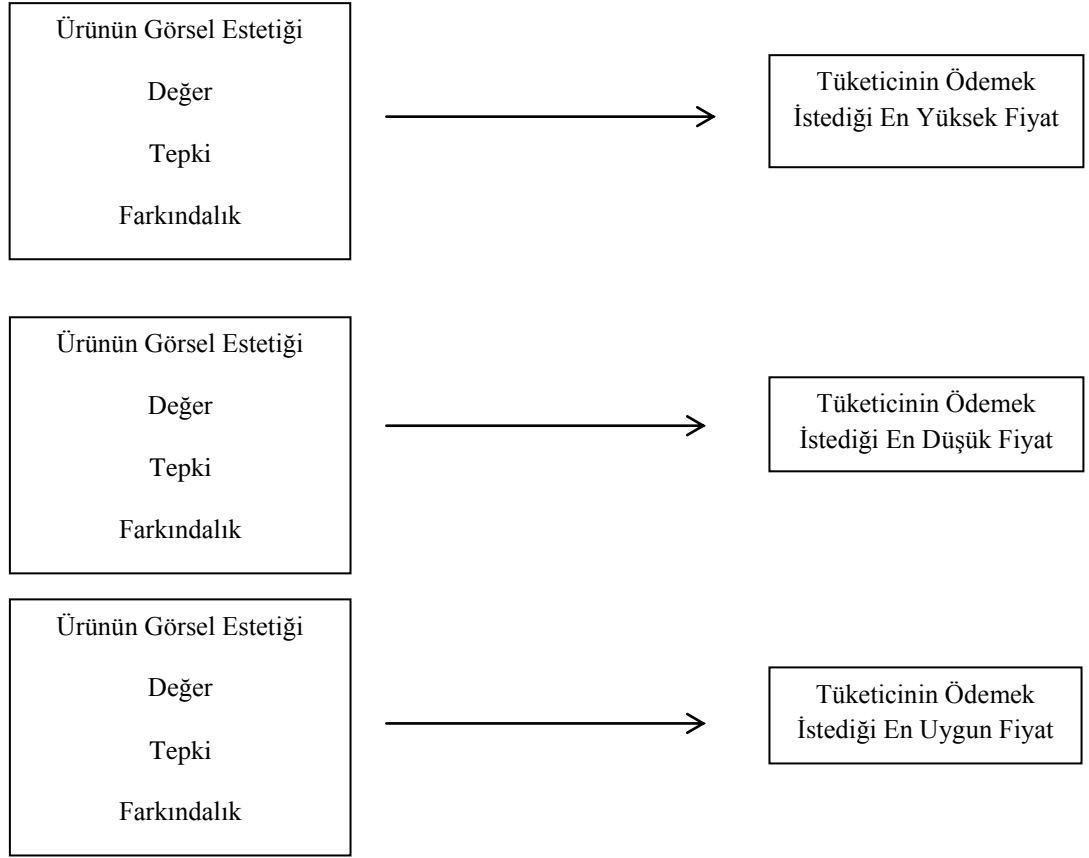 Ürünün Görsel Estetiği
Değer
Tepki
Farkındalık
Tüketicinin Ödemek
İstediği En Yüksek Fiyat
Ürünün Görsel Estetiği
Değer
Tepki
Farkındalık
Tüketicinin Ödemek
İstediği En Düşük Fiyat
Ürünün Görsel Estetiği
Değer
Tepki
Farkındalık
Tüketicinin Ödemek
İstediği En Uygun Fiyat